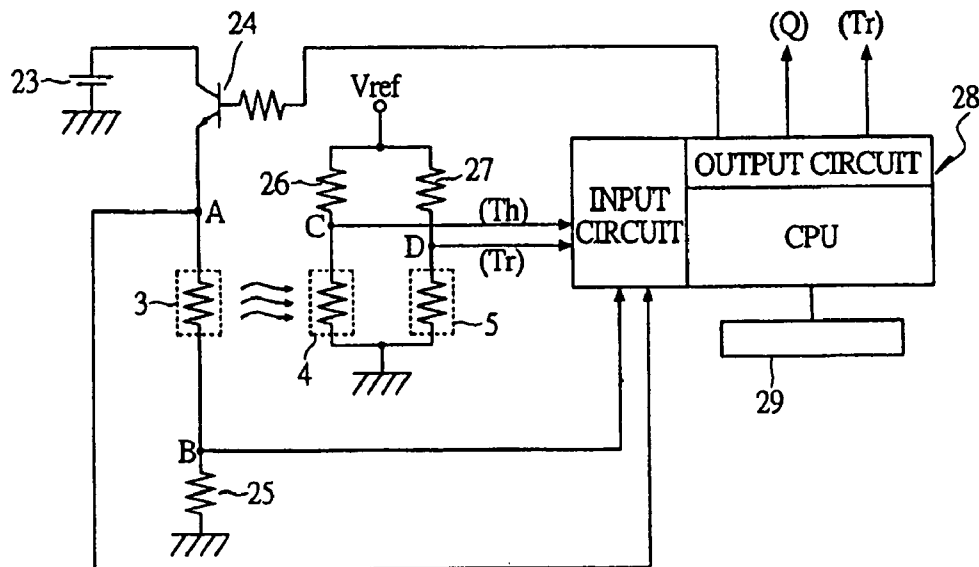 24
(Q) (Tr)
23
Vref
28
26
27
OUTPUT CIRCUIT
INPUT
CIRCUIT
CPU
A
C
(Th)
D
(Tr)
3
5
4
29
B
25